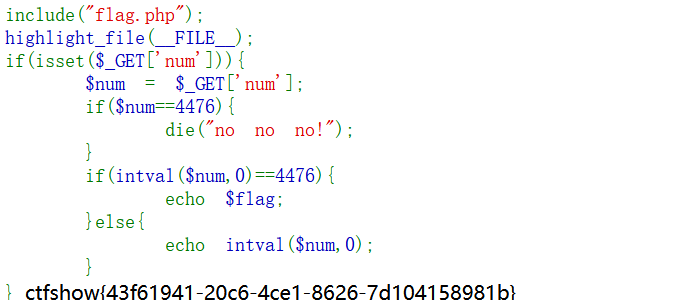 include("flag.php");
highlight_file(__FILE__);
if(isset($_GET['num'])){
$num = $_GET['num'];
if($num==4476){
die("no no no!");
}
if(intval($num,0)==4476){
echo $flag;
}else{
echo intval($num,0);
}
} ctfshow{43f61941-20c6-4ce1-8626-7d104158981b}